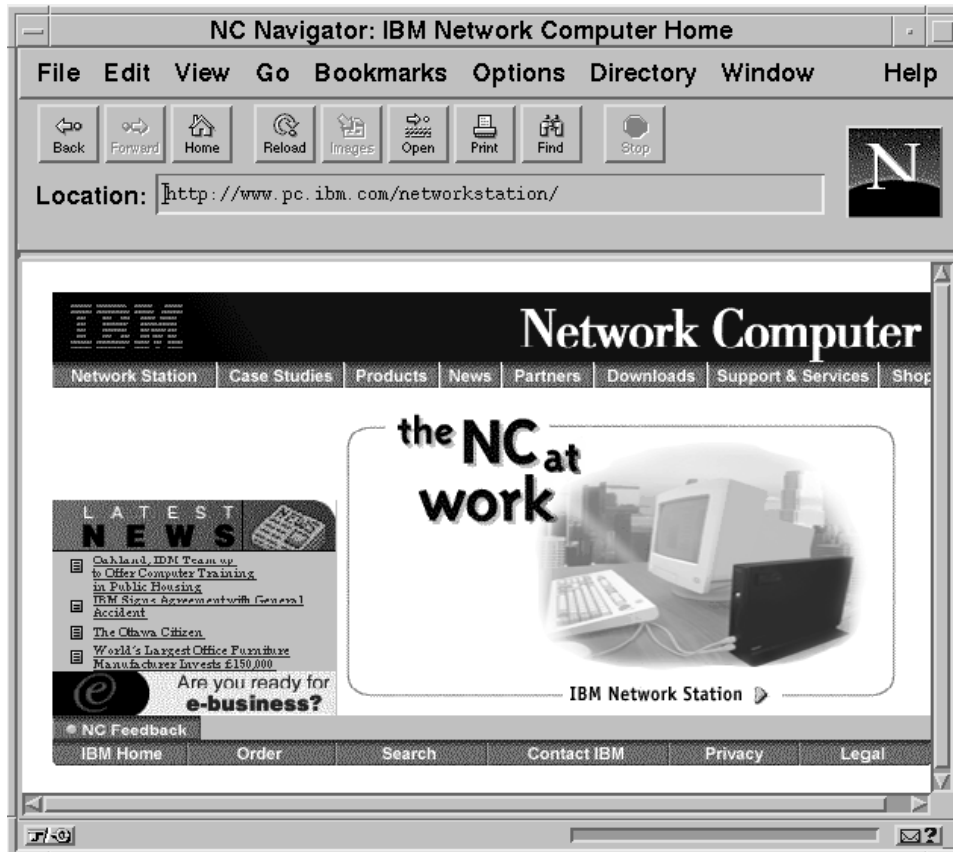 NC Navigator: IBM Network Computer Home
File Edit View Go Bookmarks Options Directory Window Help
Back Forward Home Reload Images Open Print Find Stop
N
Location: http://www.pc.ibm.com/networkstation/
IBM
Network Computer
Network Station Case Studies Products News Partners Downloads Support & Services Shop
the NC at
work
LATEST
NEWS
NEWS
Oakland, IDM Team up
to Offer Computer Training
in Public Housing
IBM Signs Agreement with General
Accident
The Ottawa Citizen
World's Largest Office Furniture
Manufacturer Invests £150,000
e
Are you ready for
e-business?
IBM Network Station
NC Feedback
IBM Home Order Search Contact IBM Privacy Legal
?